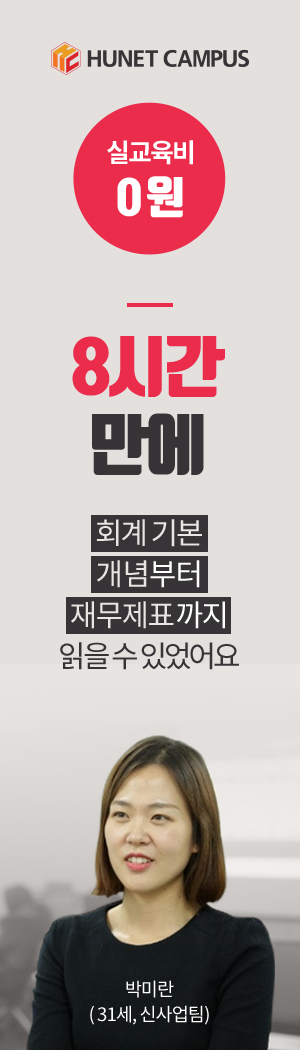 HUNET CAMPUS
실교육비
0원
8시간
만에
회계 기본
개념부터
재무제표까지
읽을 수 있었어요
박미란
( 31세, 신사업팀)